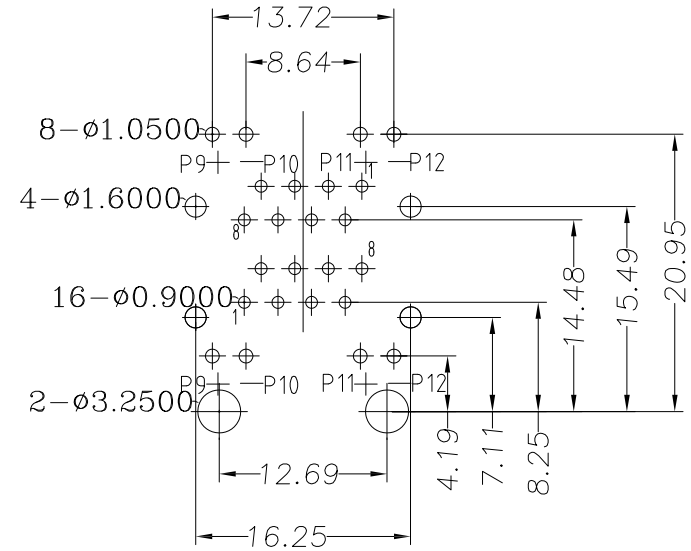 13.72
8.64
8-ø1.0500
P9 P10 P11 1 P12
4-ø1.6000
8
8
16-ø0.9000
1
P9 P10 P11 P12
2-ø3.2500
12.69
16.25
4.19
7.11
8.25
14.48
15.49
20.95